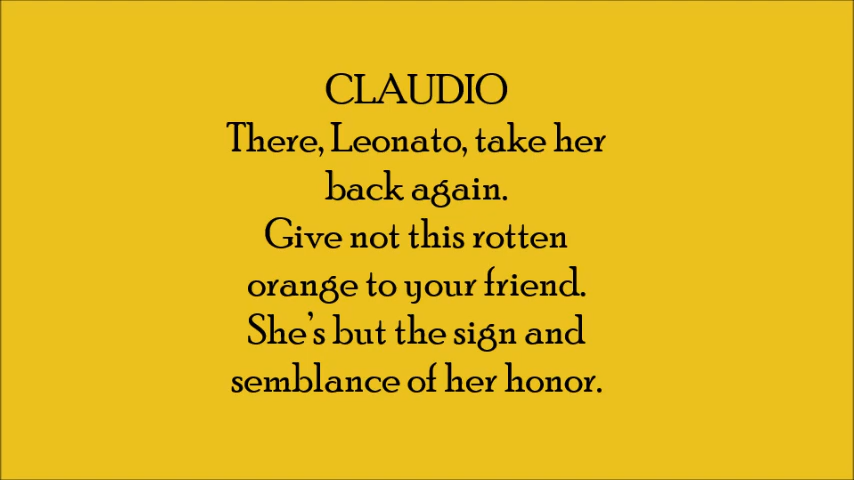 CLAUDIO
There, Leonato, take her
back again.
Give not this rotten
orange to your friend.
She's but the sign and
semblance of her honor.